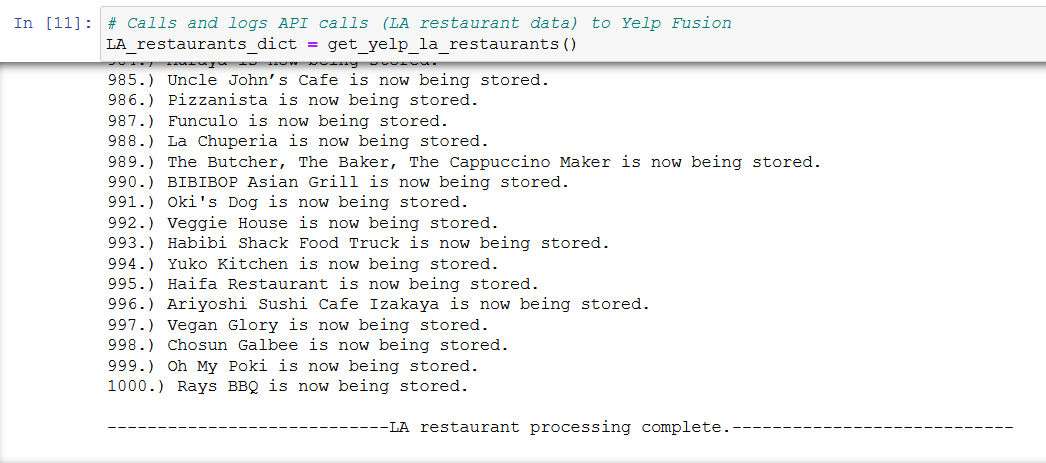 In [11]: # Calls and logs API calls (LA restaurant data) to Yelp Fusion
LA_restaurants_dict = get_yelp_la_restaurants()
985.) Uncle John’s Cafe is now being stored.
986.) Pizzanista is now being stored.
987.) Funculo is now being stored.
988.) La Chuperia is now being stored.
989.) The Butcher, The Baker, The Cappuccino Maker is now being stored.
990.) BIBIBOP Asian Grill is now being stored.
991.) Oki's Dog is now being stored.
992.) Veggie House is now being stored.
993.) Habibi Shack Food Truck is now being stored.
994.) Yuko Kitchen is now being stored.
995.) Haifa Restaurant is now being stored.
996.) Ariyoshi Sushi Cafe Izakaya is now being stored.
997.) Vegan Glory is now being stored.
998.) Chosun Galbee is now being stored.
999.) Oh My Poki is now being stored.
1000.) Rays BBQ is now being stored.
----------------------------LA restaurant processing complete.----------------------------